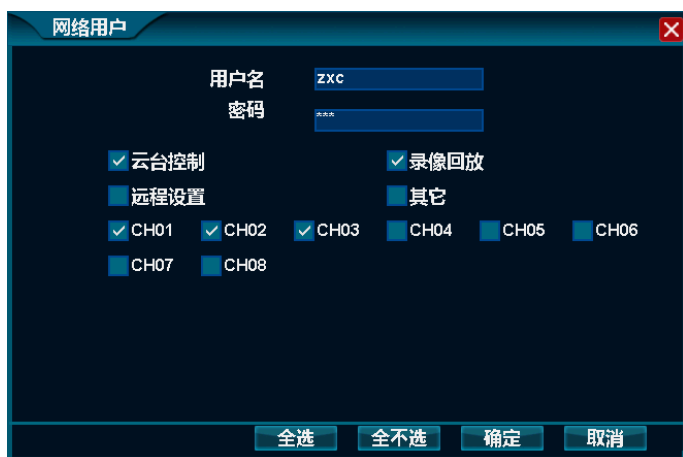 网络用户
用户名 zxc
密码 ***
云台控制 录像回放
远程设置 其它
CH01 CH02 CH03 CH04 CH05 CH06
CH07 CH08
全选 全不选 确定 取消